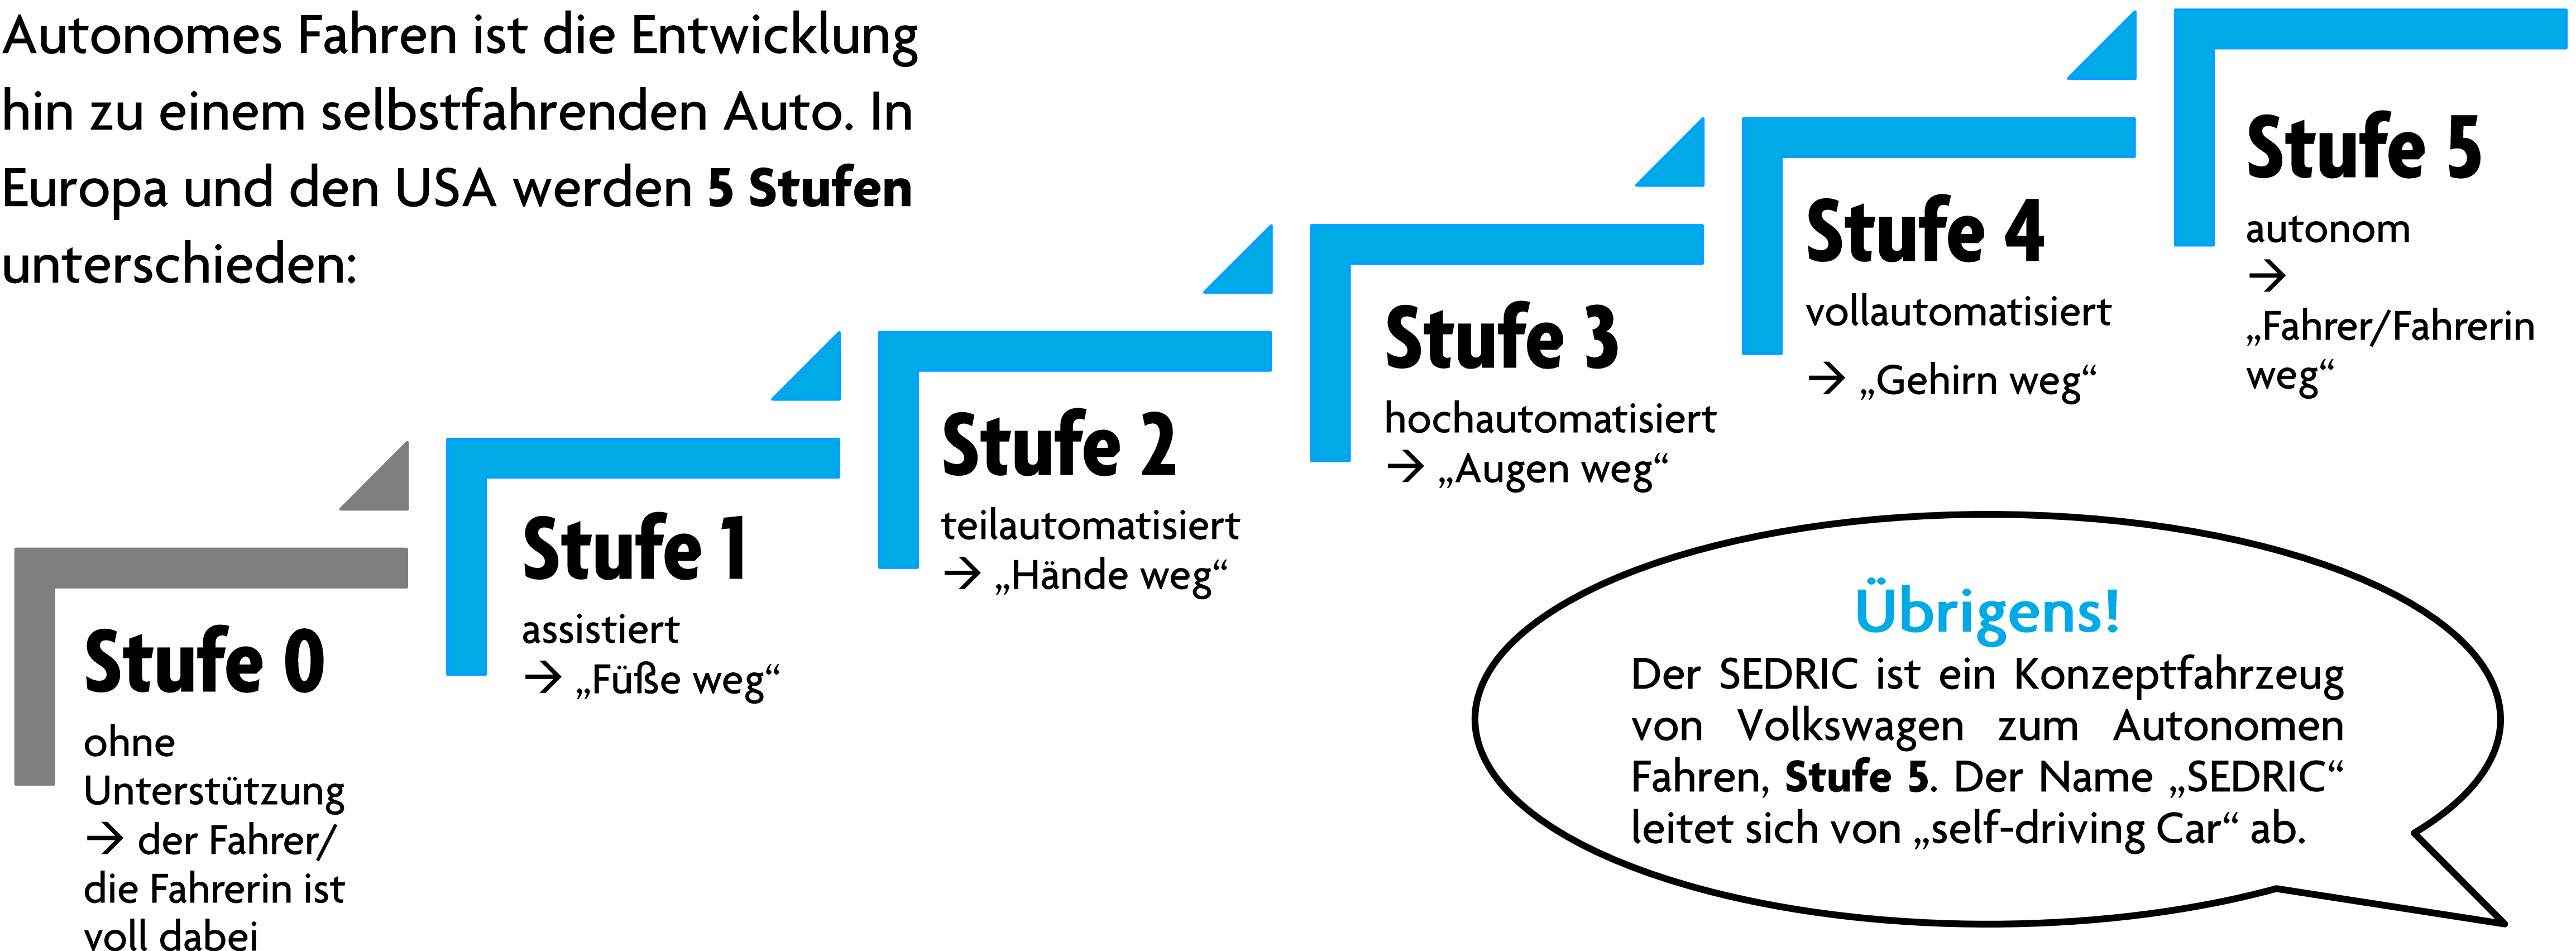 Autonomes Fahren ist die Entwicklung
hin zu einem selbstfahrenden Auto. In
Europa und den USA werden 5 Stufen
unterschieden:
Stufe 0
ohne
Unterstützung
→ der Fahrer/
die Fahrerin ist
voll dabei
Stufe 1
assistiert
→ „Füße weg“
Stufe 2
teilautomatisiert
→ „Hände weg“
Stufe 3
hochautomatisiert
→ „Augen weg“
Stufe 4
vollautomatisiert
→ „Gehirn weg“
Stufe 5
autonom
→
„Fahrer/Fahrerin
weg“
Übrigens!
Der SEDRIC ist ein Konzeptfahrzeug
von Volkswagen zum Autonomen
Fahren, Stufe 5. Der Name „SEDRIC“
leitet sich von „self-driving Car“ ab.